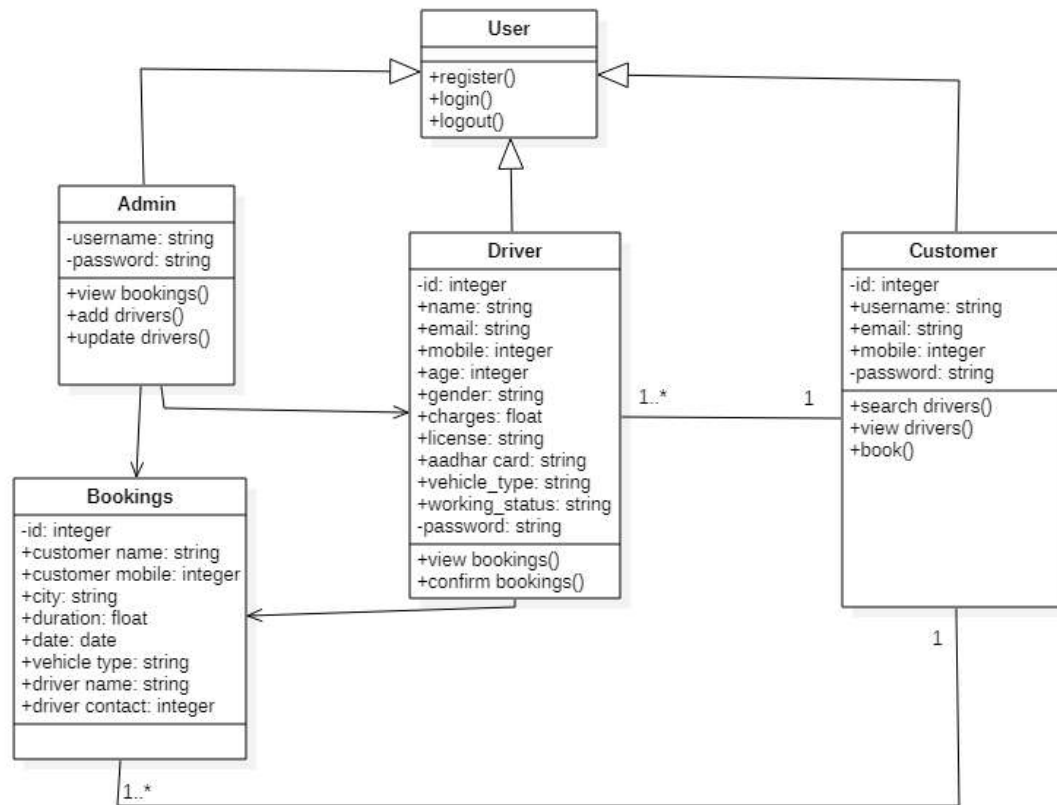 User
+register()
+login()
+logout()
Admin
-username: string
-password: string
+view bookings()
+add drivers()
+update drivers()
Driver
-id: integer
+name: string
+email: string
+mobile: integer
+age: integer
+gender: string
+charges: float
+license: string
+aadhar card: string
+vehicle_type: string
+working_status: string
-password: string
+view bookings()
+confirm bookings()
1..*
1
Customer
-id: integer
+username: string
+email: string
+mobile: integer
-password: string
+search drivers()
+view drivers()
+book()
Bookings
-id: integer
+customer name: string
+customer mobile: integer
+city: string
+duration: float
+date: date
+vehicle type: string
+driver name: string
+driver contact: integer
1
1..*